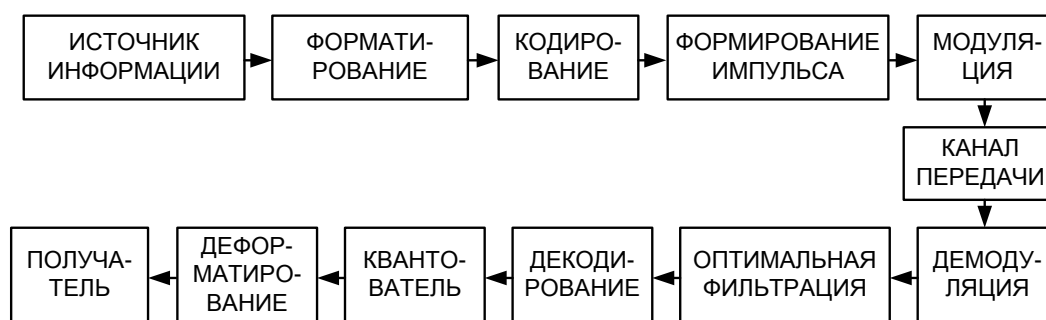 ИСТОЧНИК
ИНФОРМАЦИИ
ФОРМАТИ-
РОВАНИЕ
КОДИРО-
ВАНИЕ
ФОРМИРОВАНИЕ
ИМПУЛЬСА
МОДУЛЯ-
ЦИЯ
КАНАЛ
ПЕРЕДАЧИ
ПОЛУЧА-
ТЕЛЬ
ДЕФОР-
МАТИРО-
ВАНИЕ
КВАНТО-
ВАТЕЛЬ
ДЕКОДИ-
РОВАНИЕ
ОПТИМАЛЬНАЯ
ФИЛЬТРАЦИЯ
ДЕМОДУ-
ЛЯЦИЯ